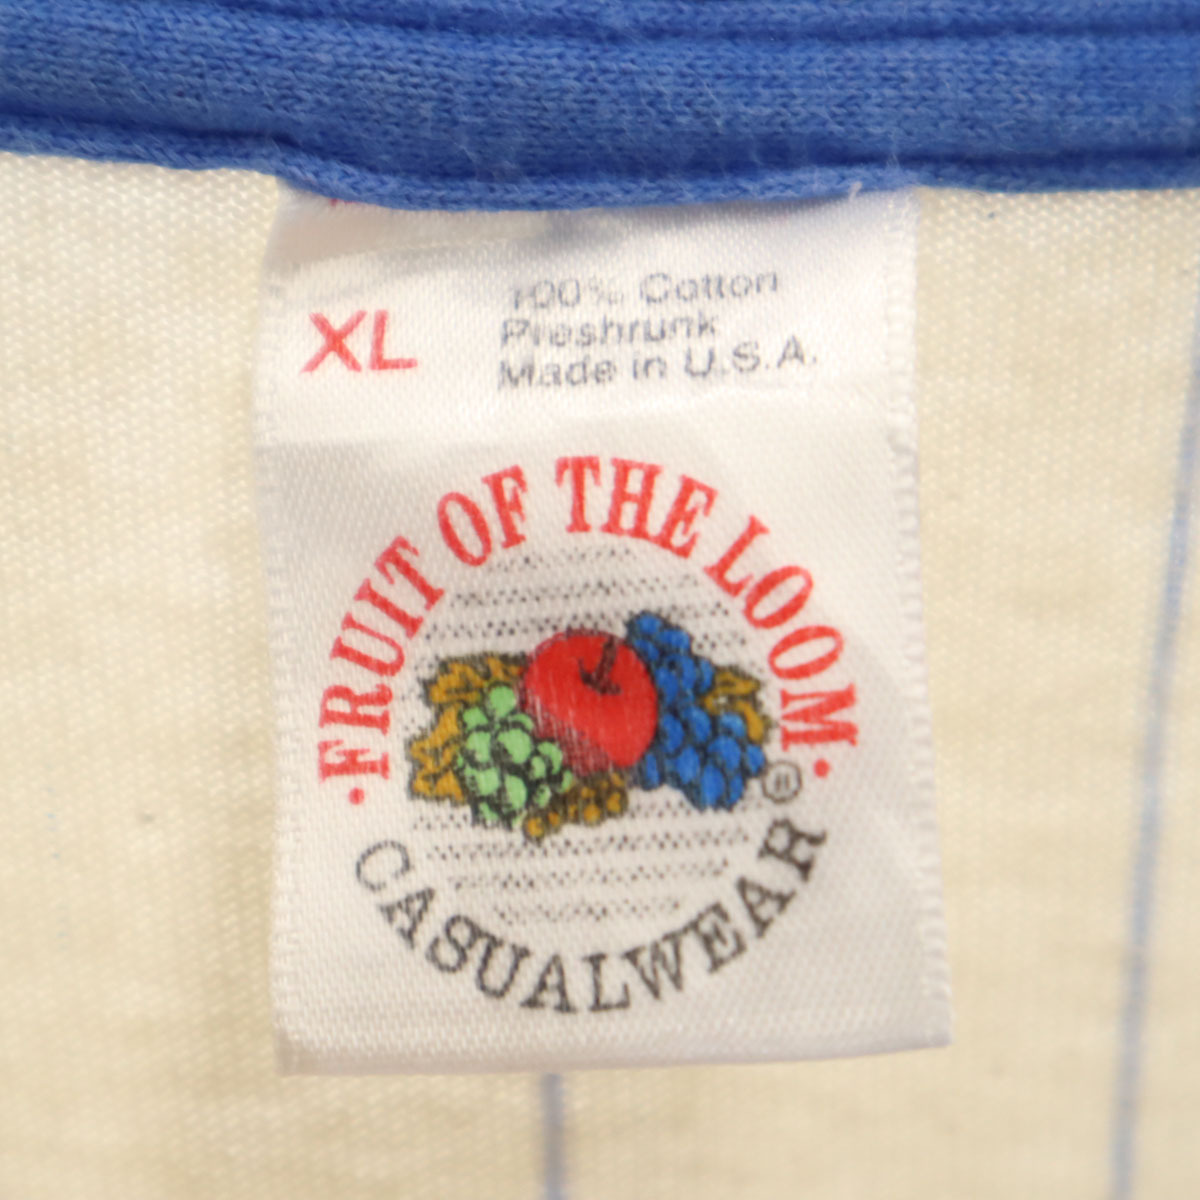 XL
100% Cotton
Preshrunk
Made in U.S.A.
· FRUIT OF THE LOOM ·
®
CASUALWEAR